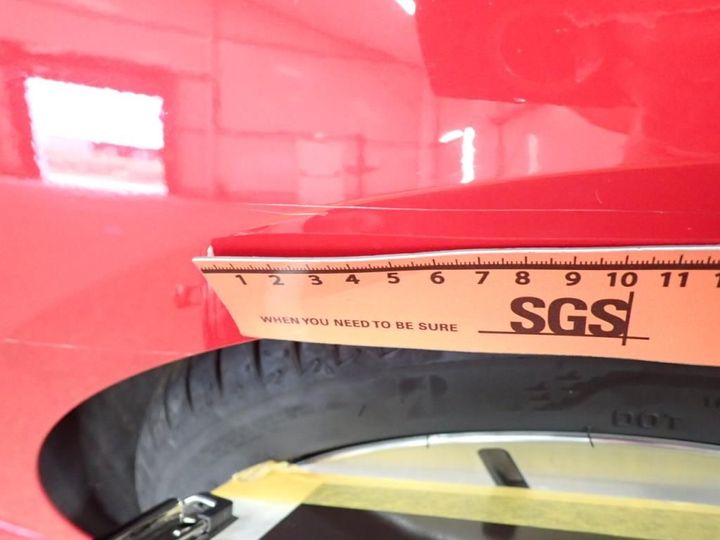 1 2 3 4 5 6 7 8 9 10 11
WHEN YOU NEED TO BE SURE SGS
DOT